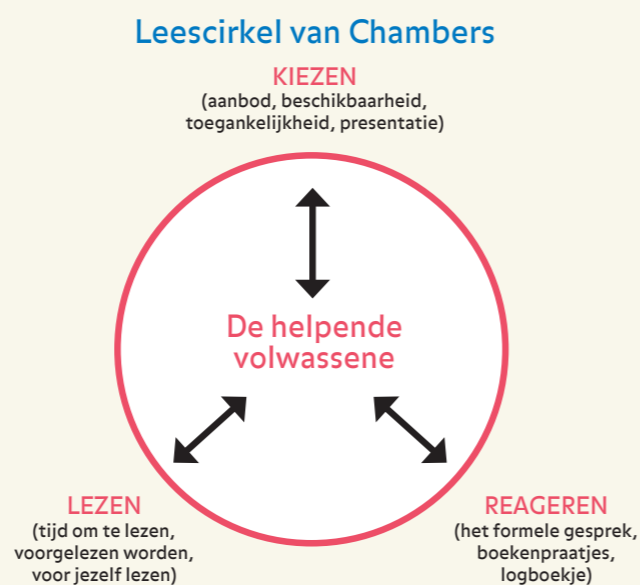 Leescirkel van Chambers
KIEZEN
(aanbod, beschikbaarheid,
toegankelijkheid, presentatie)
De helpende
volwassene
LEZEN
(tijd om te lezen,
voorgelezen worden,
voor jezelf lezen)
REAGEREN
(het formele gesprek,
boekenpraatjes,
logboekje)